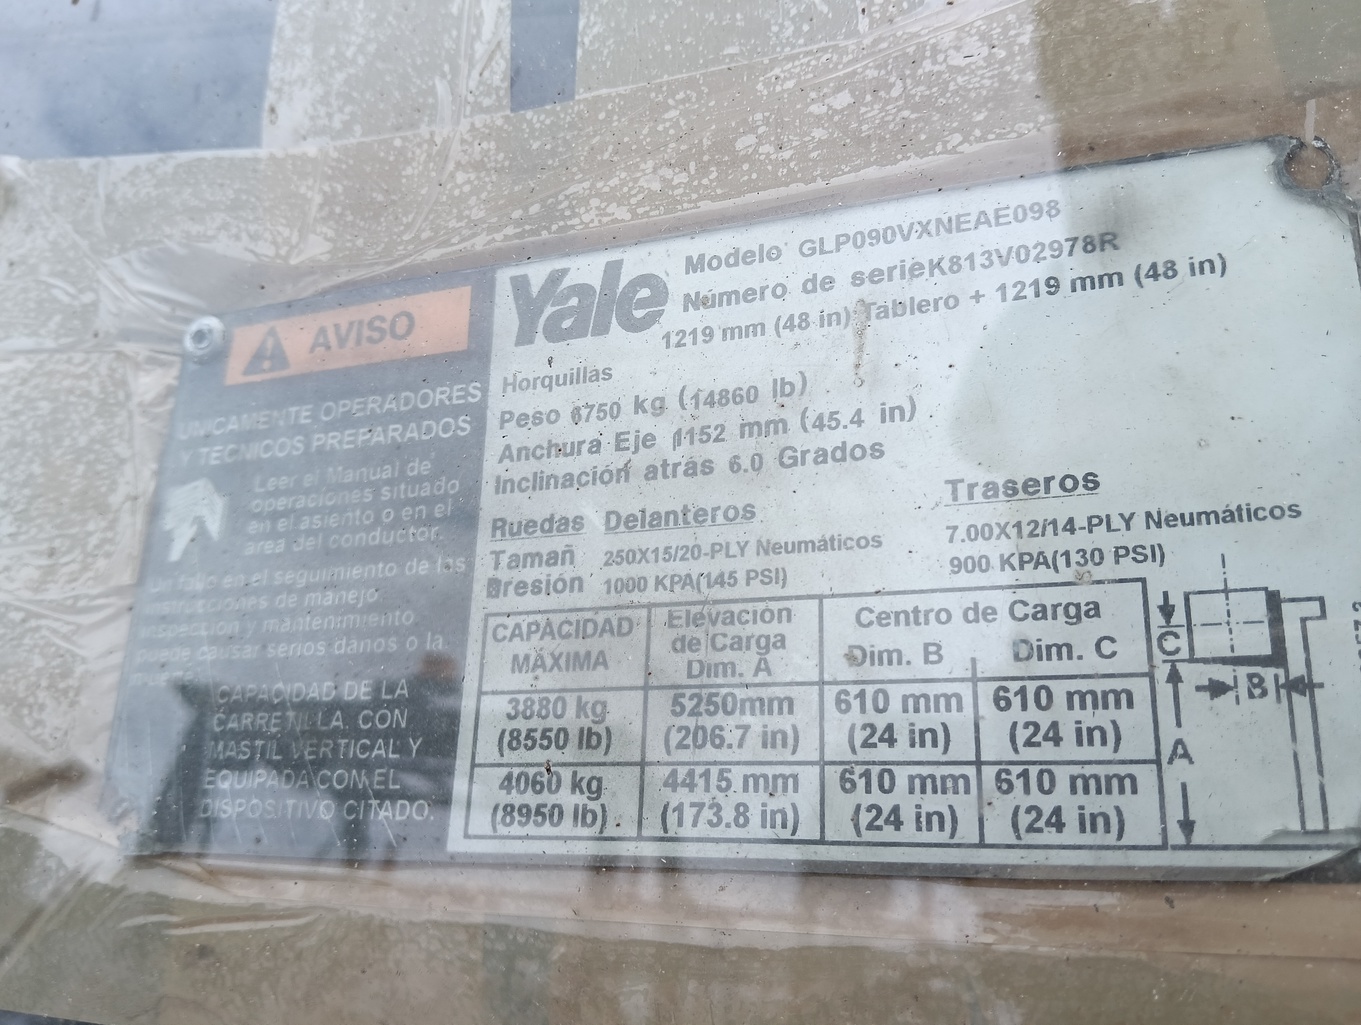 AVISO
UNICAMENTE OPERADORES
Y TECNICOS PREPARADOS
Leer el Manual de
operaciones situado
en el asiento o en el
area del conductor.
Un fallo en el seguimiento de las
instrucciones de manejo
inspeccion y mantenimiento
puede causar serios danos o la
CAPACIDAD DE LA
CARRETILLA CON
MASTIL VERTICAL Y
EQUIPADA CON EL
DISPOSITIVO CITADO.
Yale
Modelo GLP090VXNEAE098
Número de serieK813V02978R
1219 mm (48 in) Tablero + 1219 mm (48 in)
Horquillas
Peso 6750 kg (14860 lb)
Anchura Eje 1152 mm (45.4 in)
Inclinación atrás 6.0 Grados
Ruedas Delanteros Traseros
Tamañ 250X15/20-PLY Neumáticos 7.00X12/14-PLY Neumáticos
Presión 1000 KPA(145 PSI) 900 KPA(130 PSI)
CAPACIDAD MÁXIMA
Elevación de Carga Dim. A
Centro de Carga
Dim. B Dim. C
3880 kg 5250mm 610 mm 610 mm
(8550 lb) (206.7 in) (24 in) (24 in)
4060 kg 4415 mm 610 mm 610 mm
(8950 lb) (173.8 in) (24 in) (24 in)
C
B
A